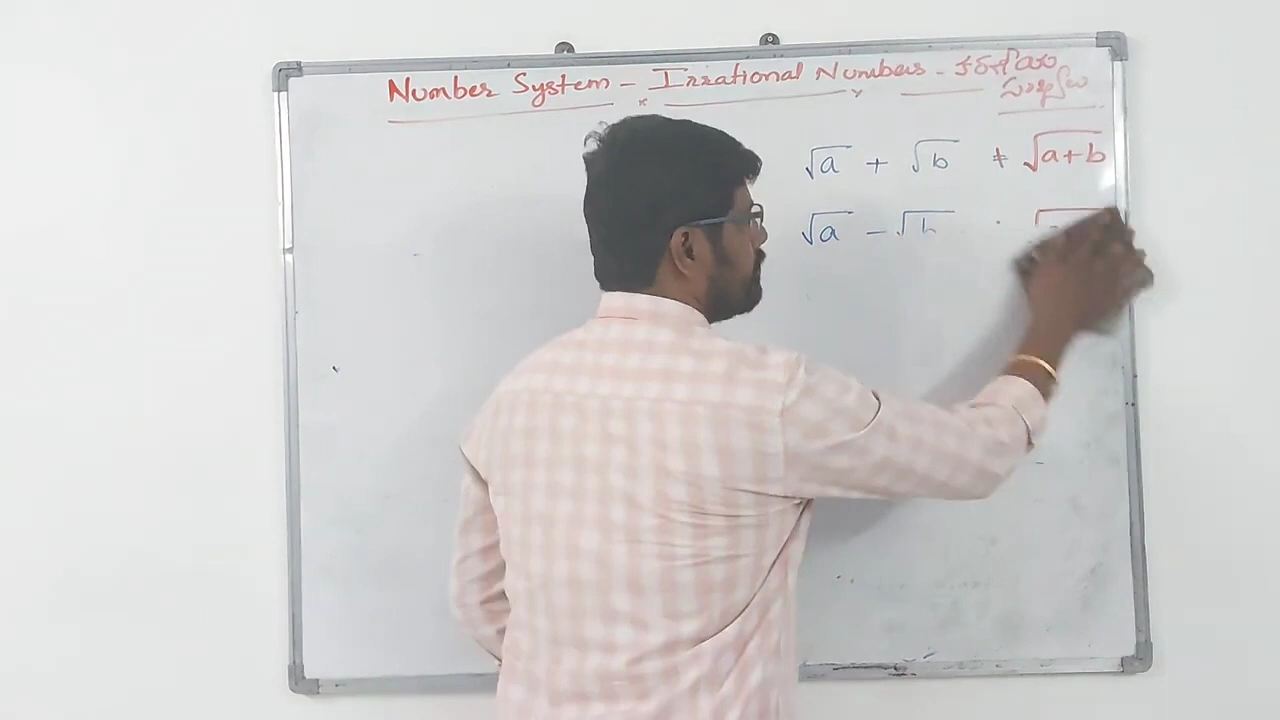 Number System - Irrational Numbers - కరణీయ సంఖ్యలు
√a + √b ≠ √a+b
√a - √b